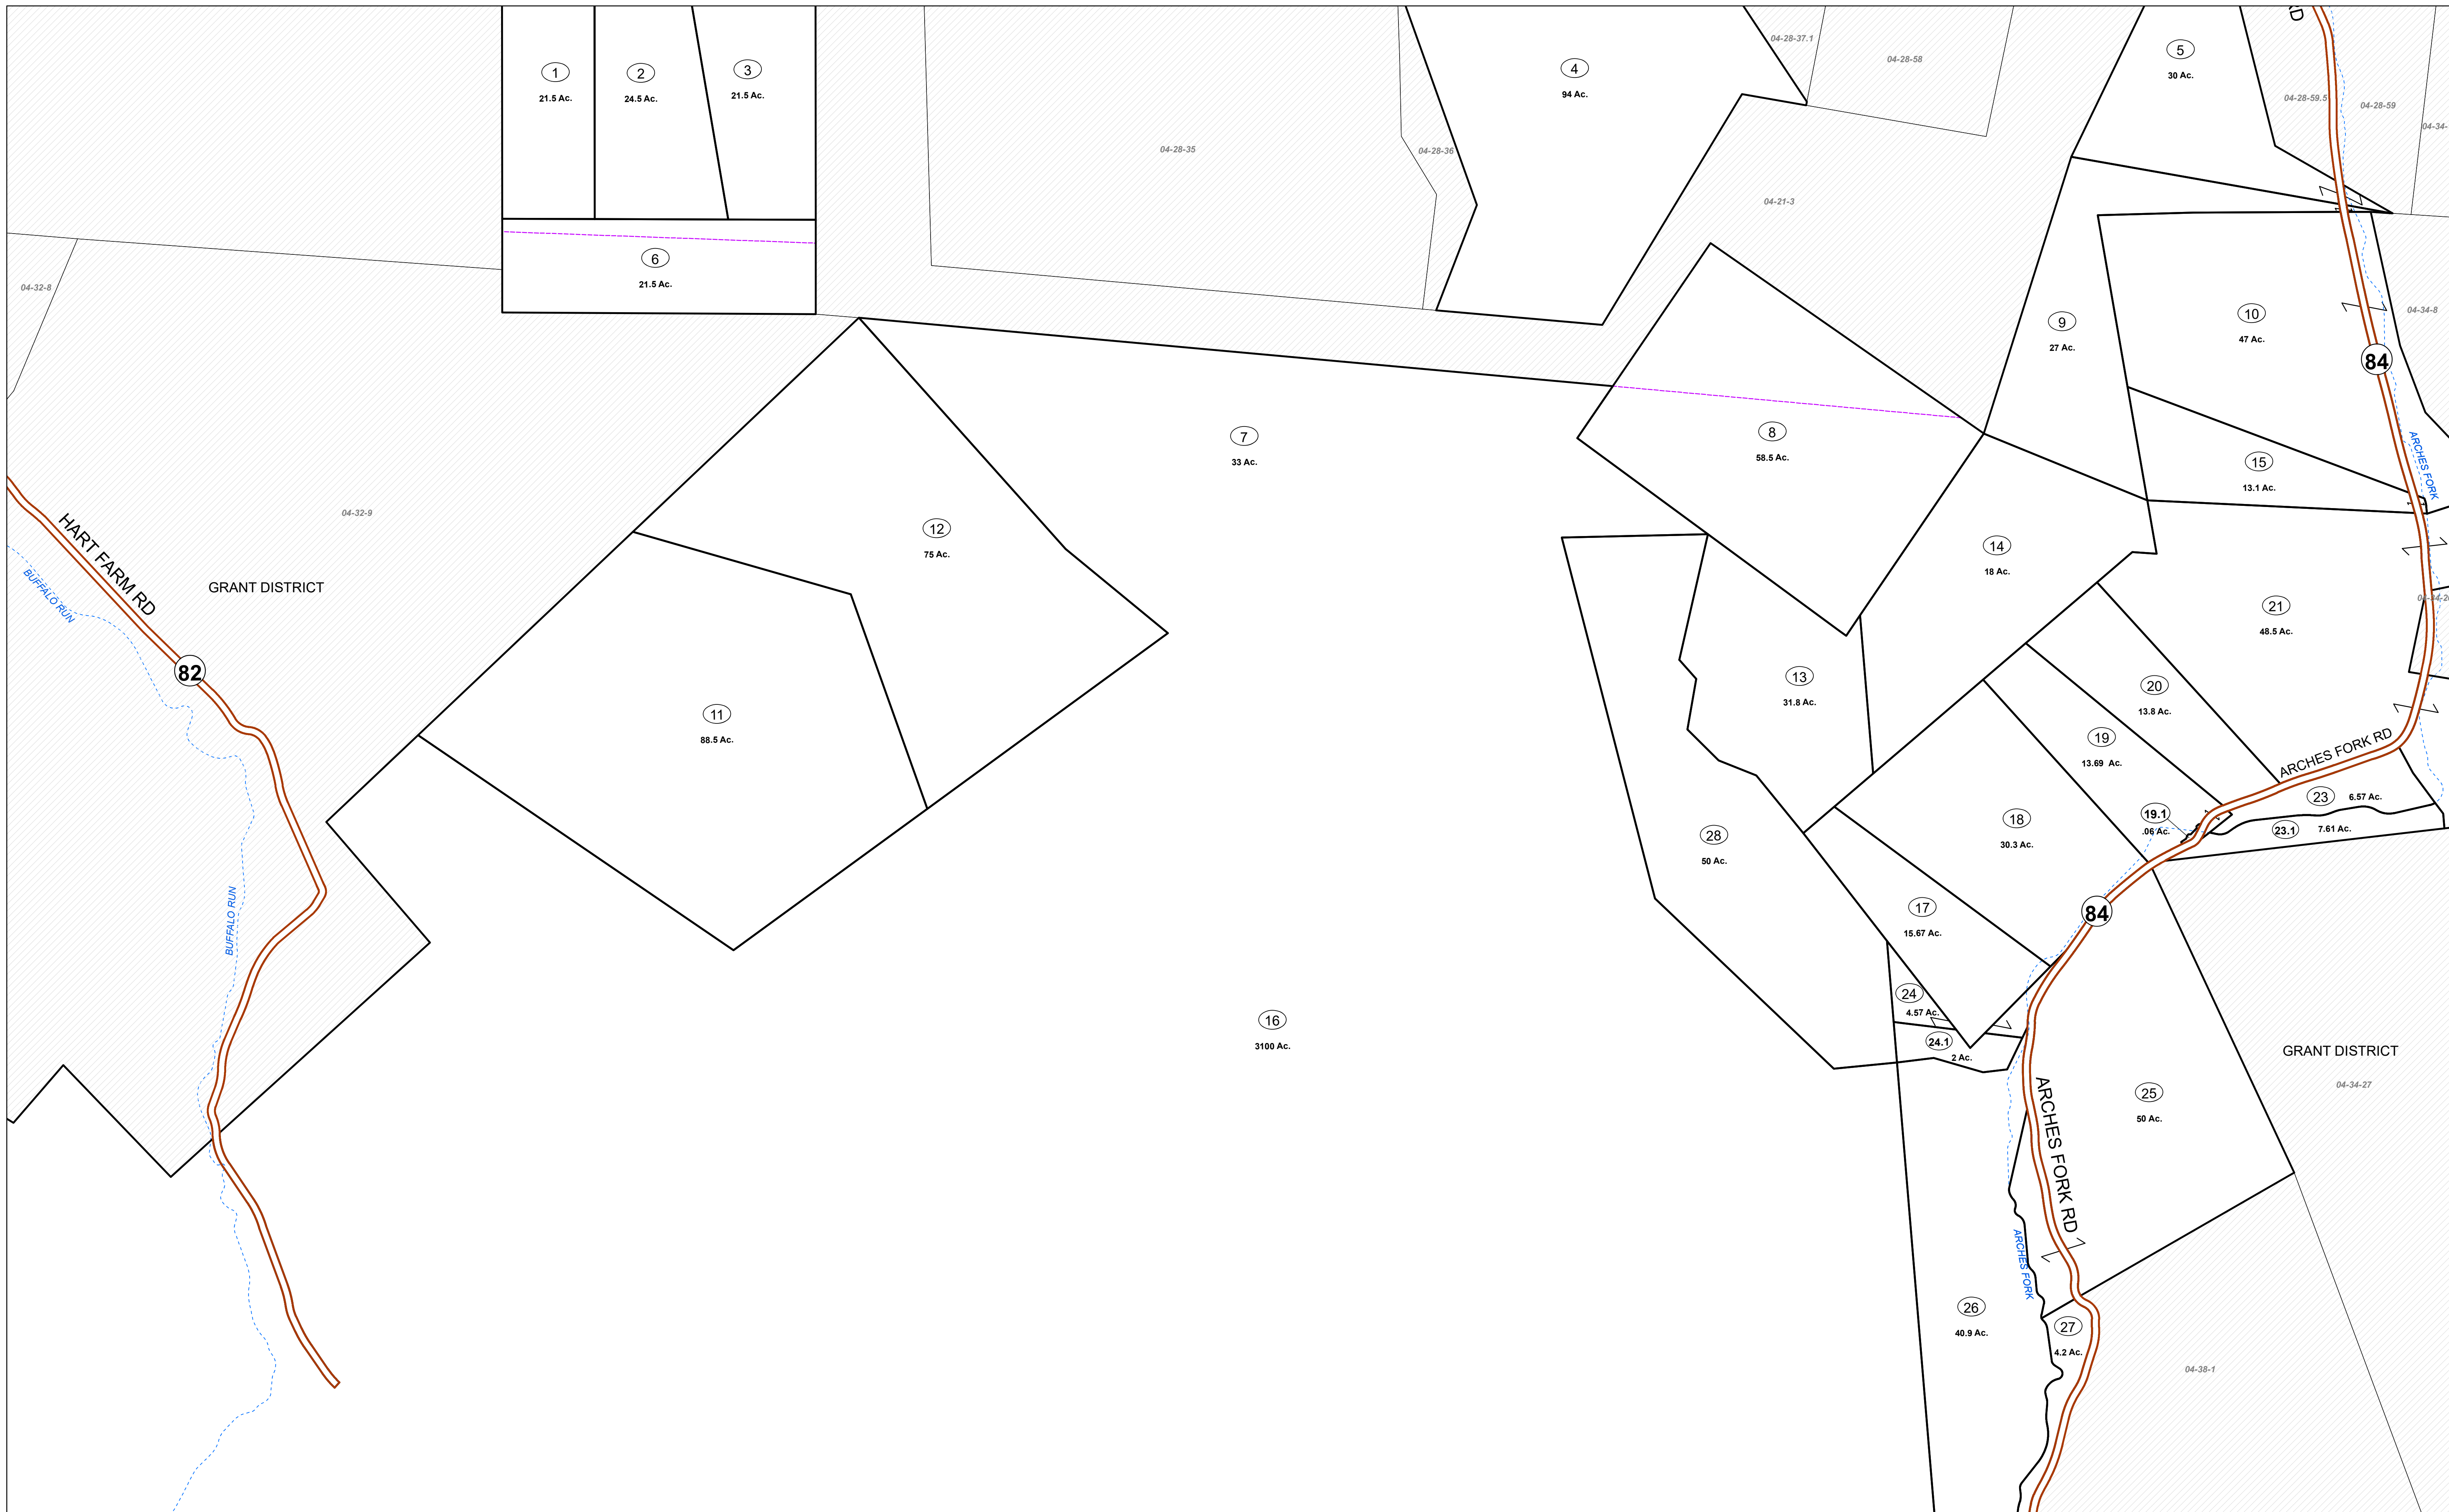 1
21.5 Ac.
2
24.5 Ac.
3
21.5 Ac.
4
94 Ac.
04-28-37.1
04-28-58
5
30 Ac.
RD
04-28-59.5
04-28-59
04-34-
04-28-35
04-28-36
04-21-3
6
21.5 Ac.
04-32-8
9
27 Ac.
10
47 Ac.
04-34-8
84
7
33 Ac.
8
58.5 Ac.
15
13.1 Ac.
ARCHES FORK
04-32-9
HART FARM RD
BUFFALO RUN
GRANT DISTRICT
82
12
75 Ac.
14
18 Ac.
21
48.5 Ac.
11
88.5 Ac.
13
31.8 Ac.
20
13.8 Ac.
19
13.69 Ac.
ARCHES FORK RD
23
6.57 Ac.
19.1
.06 Ac.
23.1
7.61 Ac.
28
50 Ac.
18
30.3 Ac.
17
15.67 Ac.
84
BUFFALO RUN
16
3100 Ac.
24
4.57 Ac.
24.1
2 Ac.
GRANT DISTRICT
04-34-27
25
50 Ac.
ARCHES FORK RD
ARCHES FORK
26
40.9 Ac.
27
4.2 Ac.
04-38-1